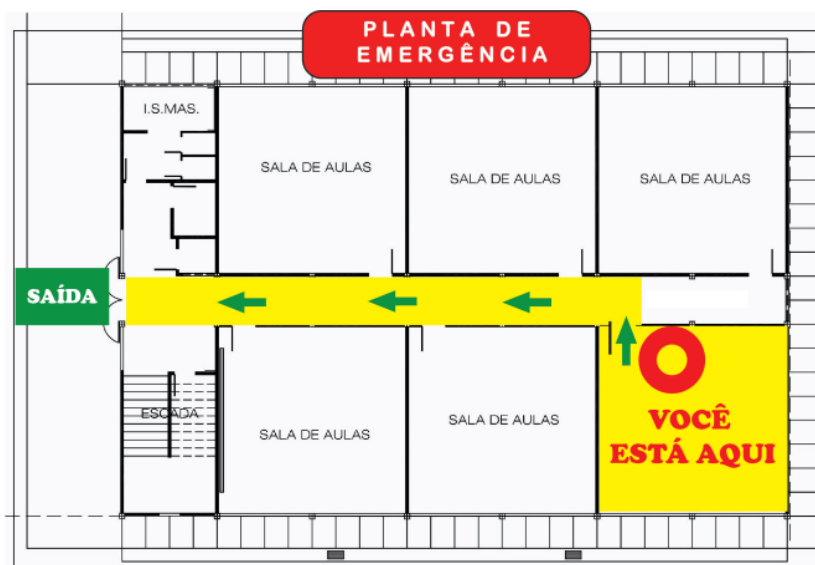 PLANTA DE
EMERGÊNCIA
I.S.MAS.
SALA DE AULAS
SALA DE AULAS
SALA DE AULAS
SAÍDA
ESCADA
SALA DE AULAS
SALA DE AULAS
VOCÊ
ESTÁ AQUI